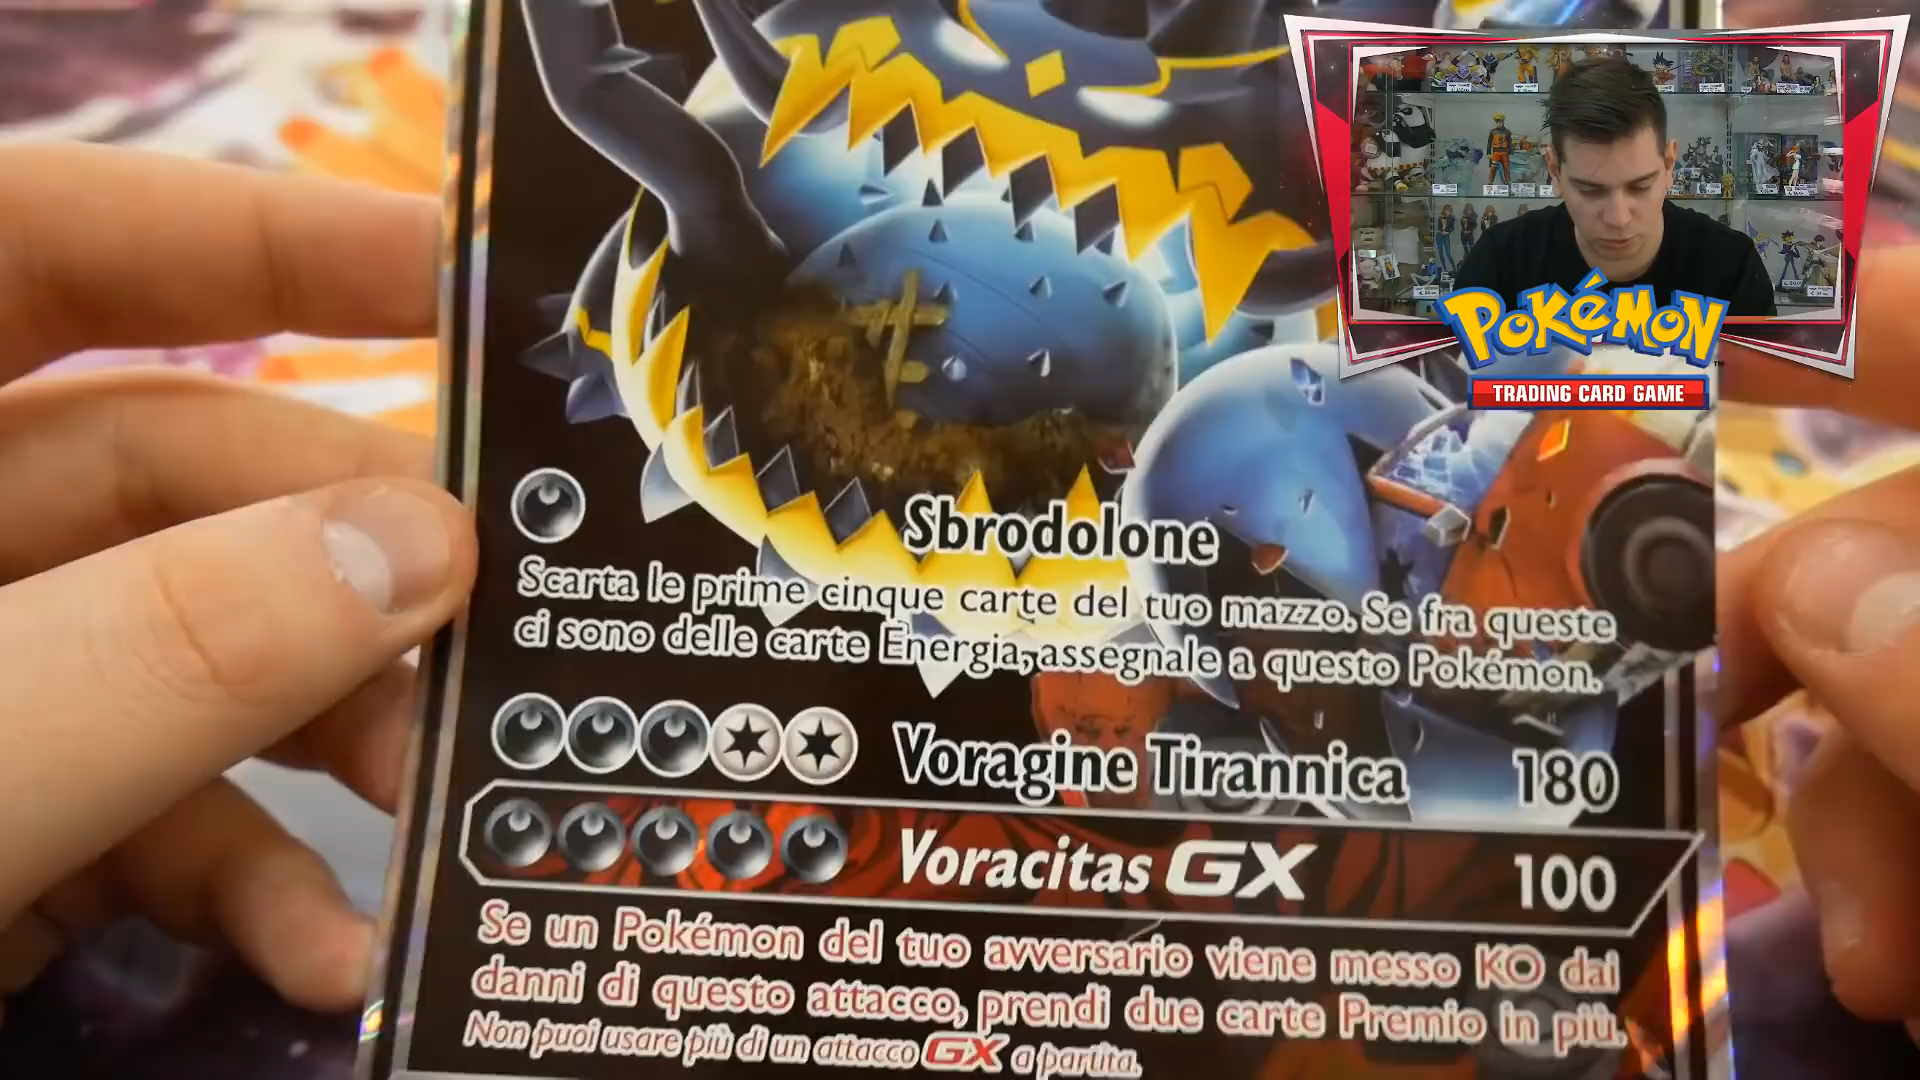 POKéMON
TRADING CARD GAME
Sbrodolone
Scarta le prime cinque carte del tuo mazzo. Se fra queste
ci sono delle carte Energia, assegnale a questo Pokémon.
Voragine Tirannica 180
Voracitas GX 100
Se un Pokémon del tuo avversario viene messo KO dai
danni di questo attacco, prendi due carte Premio in più.
Non puoi usare più di un attacco GX a partita.